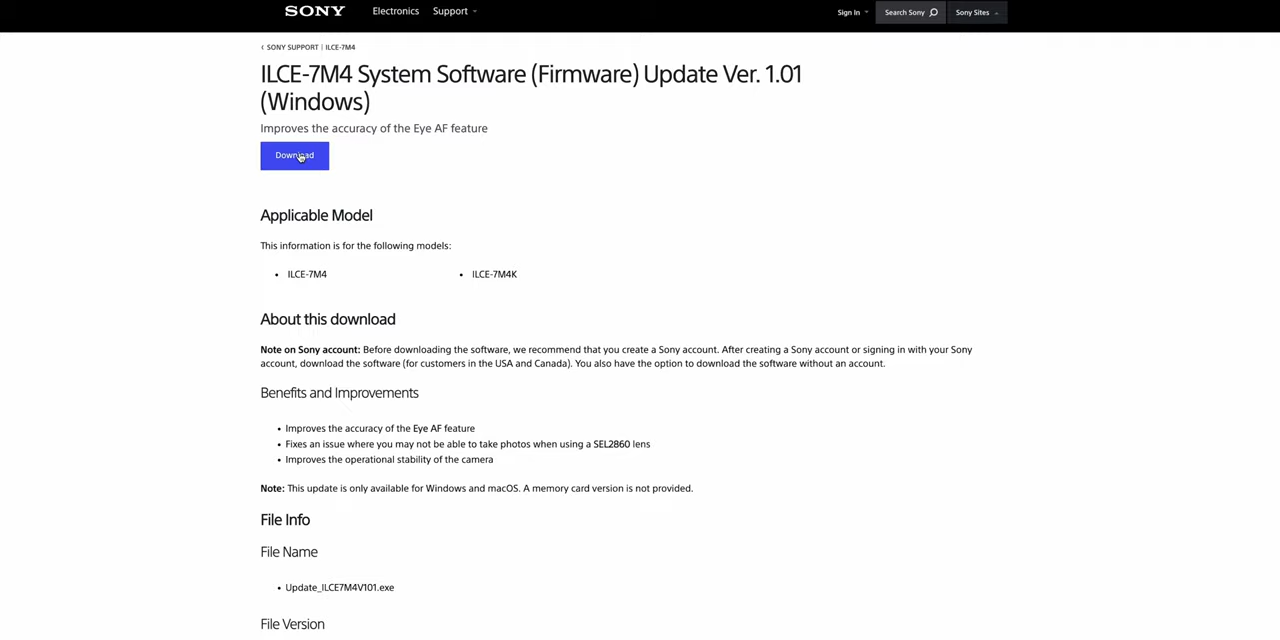 SONY Electronics Support Sign In Search Sony Sony Sites
‹ SONY SUPPORT | ILCE-7M4
ILCE-7M4 System Software (Firmware) Update Ver. 1.01
(Windows)
Improves the accuracy of the Eye AF feature
Download
Applicable Model
This information is for the following models:
• ILCE-7M4 • ILCE-7M4K
About this download
Note on Sony account: Before downloading the software, we recommend that you create a Sony account. After creating a Sony account or signing in with your Sony
account, download the software (for customers in the USA and Canada). You also have the option to download the software without an account.
Benefits and Improvements
• Improves the accuracy of the Eye AF feature
• Fixes an issue where you may not be able to take photos when using a SEL2860 lens
• Improves the operational stability of the camera
Note: This update is only available for Windows and macOS. A memory card version is not provided.
File Info
File Name
• Update_ILCE7M4V101.exe
File Version